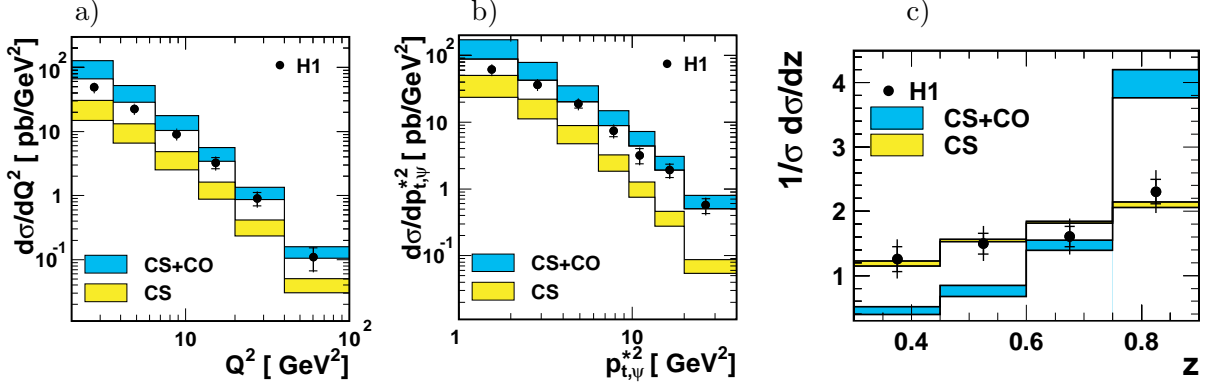 a)
dσ/dQ² [ pb/GeV²]
10²
10
1
10⁻¹
H1
CS+CO
CS
10
10²
Q² [ GeV²]
b)
dσ/dp*²t,ψ [ pb/GeV²]
10²
10
1
10⁻¹
H1
CS+CO
CS
1
10
p*²t,ψ [ GeV²]
c)
1/σ dσ/dz
4
3
2
1
H1
CS+CO
CS
0.4
0.6
0.8
z